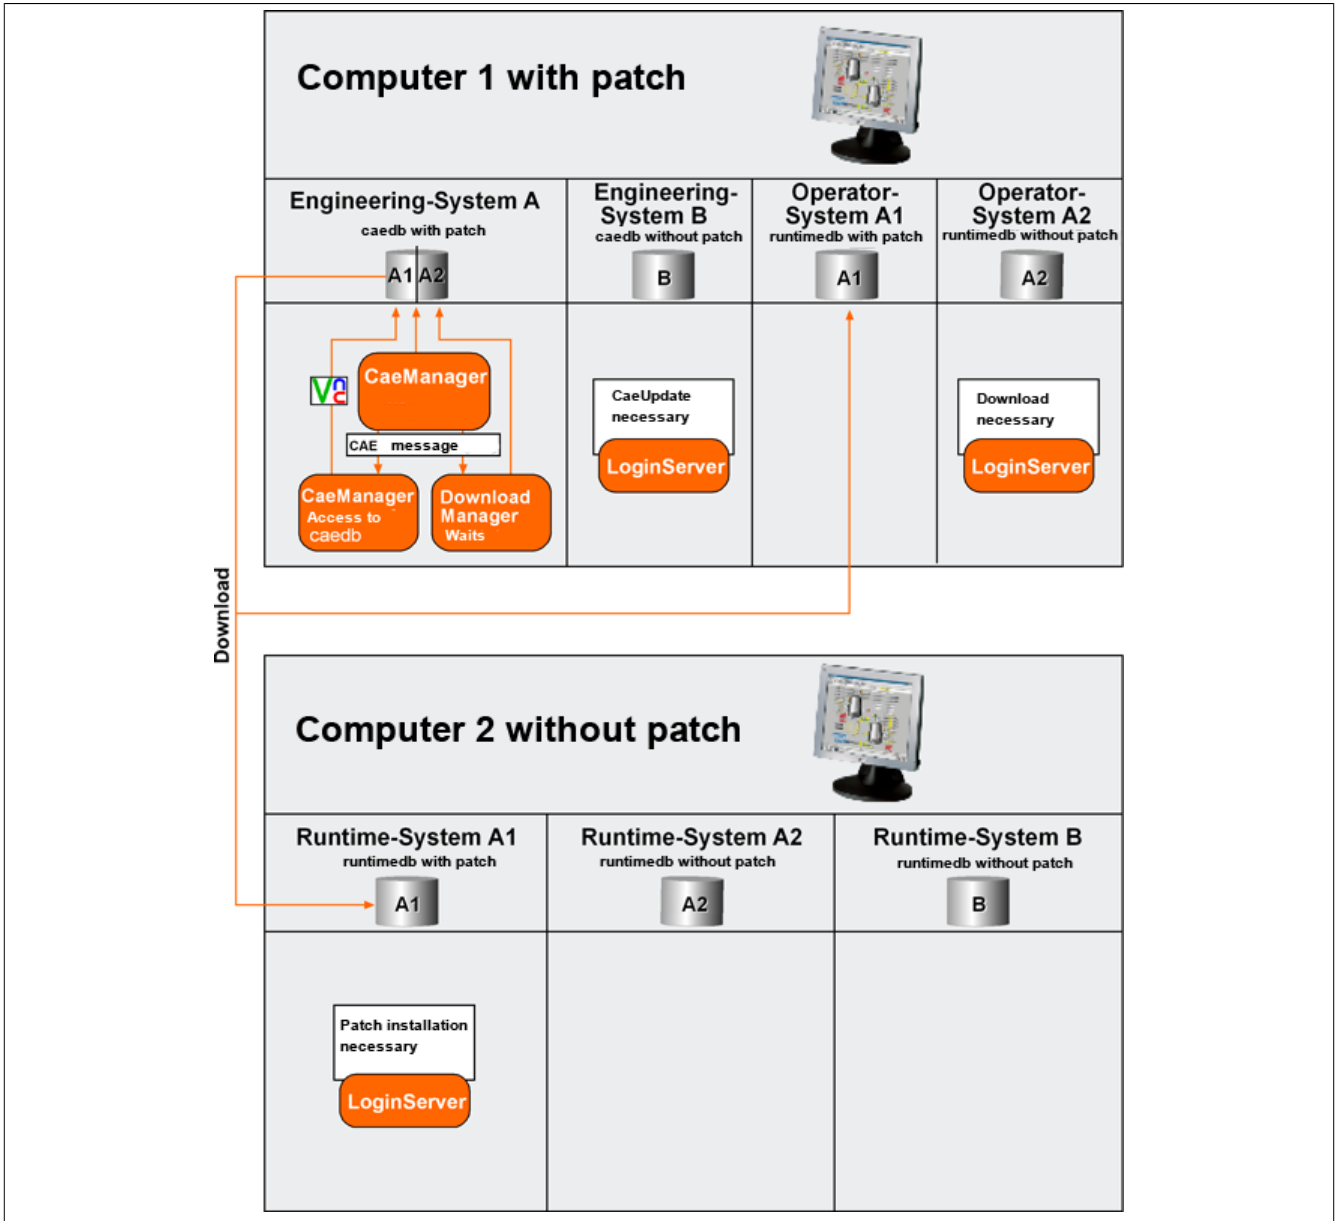 Computer 1 with patch
Engineering-System A
caedb with patch
A1 A2
Engineering-
System B
caedb without patch
B
Operator-
System A1
runtimedb with patch
A1
Operator-
System A2
runtimedb without patch
A2
Vnc
CaeManager
CAE message
CaeManager
Access to
caedb
Download
Manager
Waits
CaeUpdate
necessary
LoginServer
Download
necessary
LoginServer
Download
Computer 2 without patch
Runtime-System A1
runtimedb with patch
A1
Runtime-System A2
runtimedb without patch
A2
Runtime-System B
runtimedb without patch
B
Patch installation
necessary
LoginServer